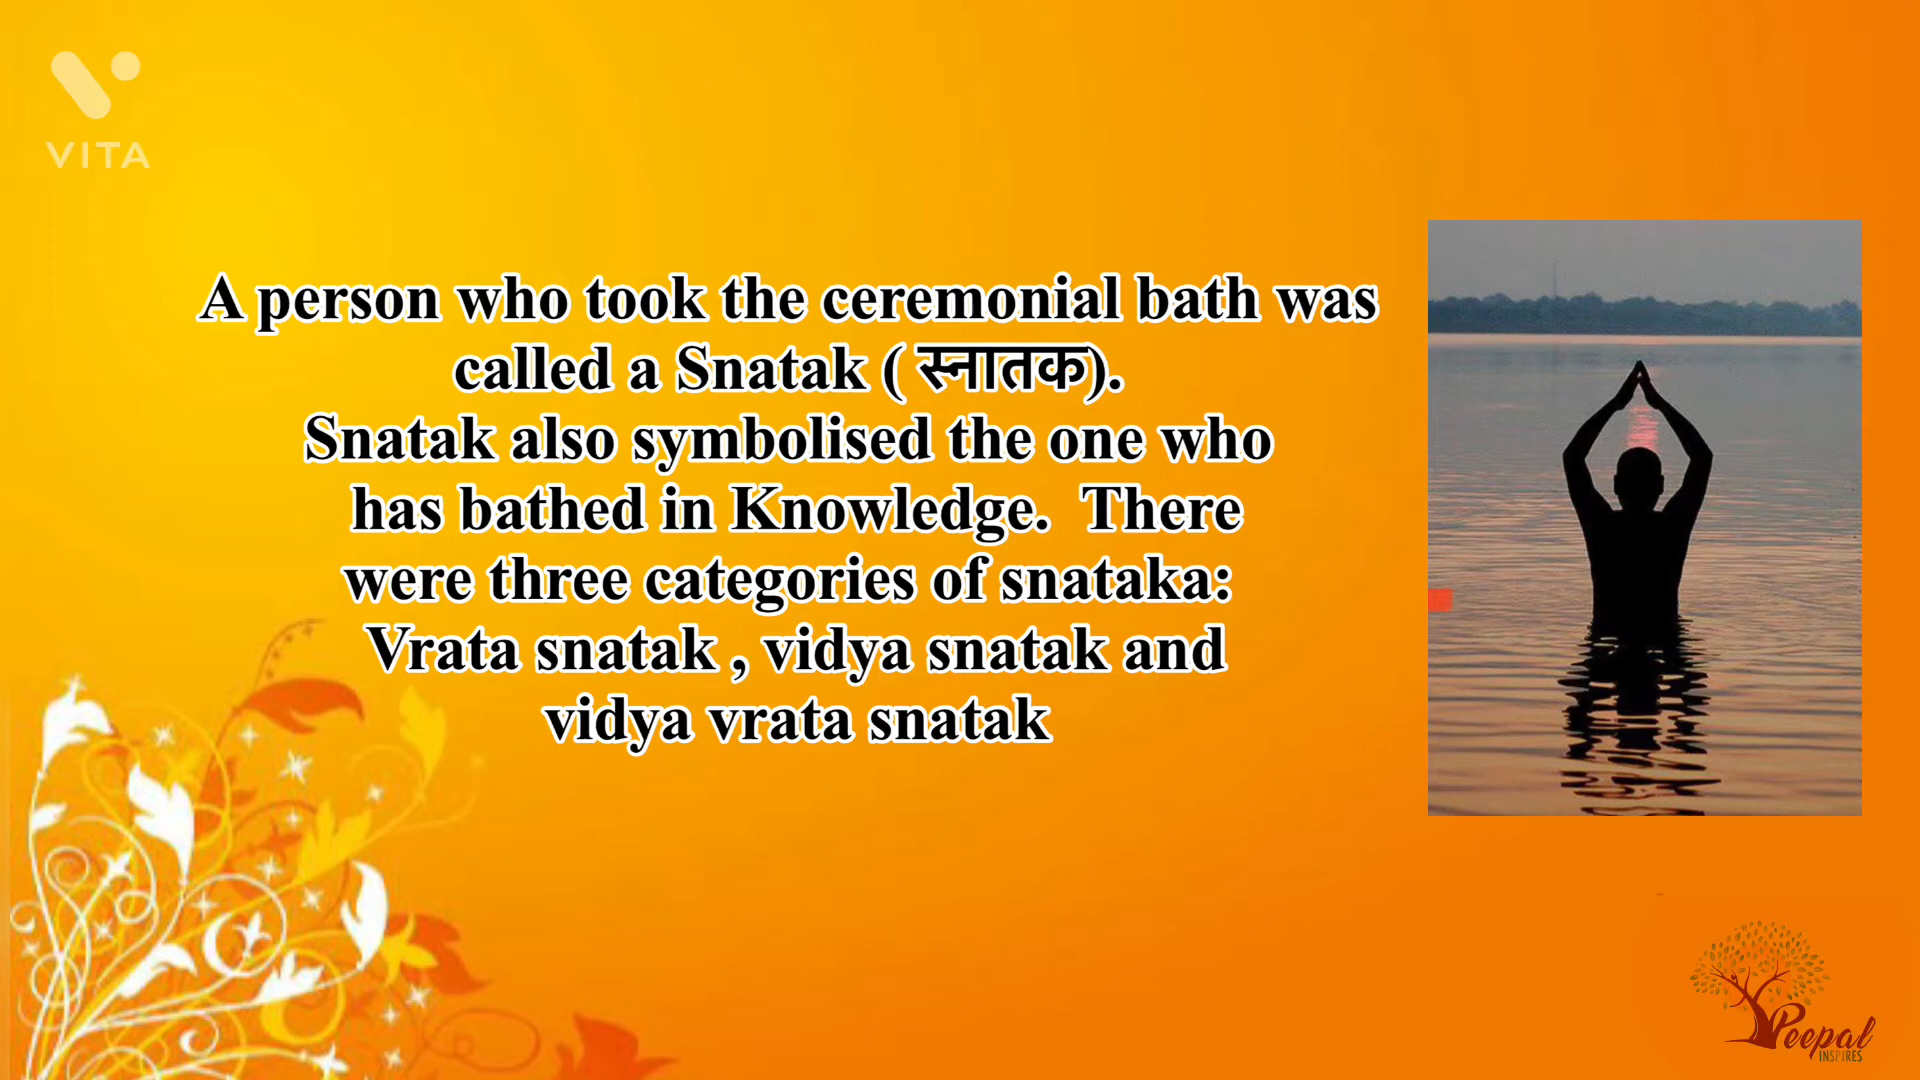 VITA
A person who took the ceremonial bath was
called a Snatak ( स्नातक).
Snatak also symbolised the one who
has bathed in Knowledge.  There
were three categories of snataka:
Vrata snatak , vidya snatak and
vidya vrata snatak
Peepal
INSPIRES